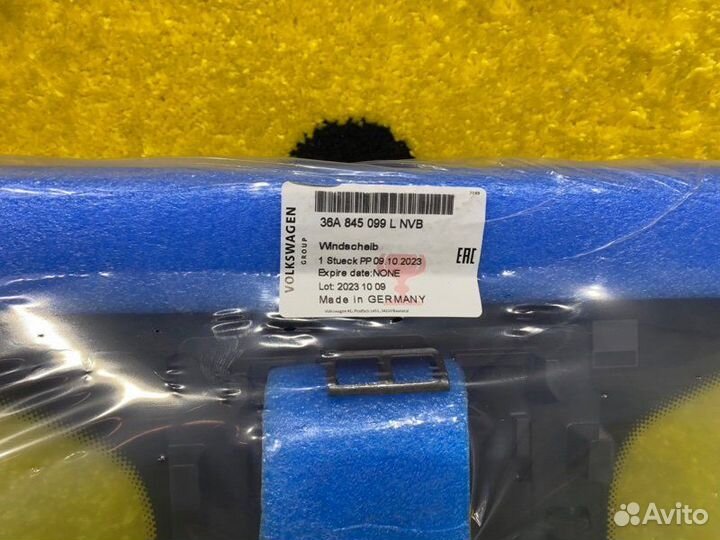 VOLKSWAGEN
GROUP
36A 845 099 L NVB
Windscheib
1 Stueck PP 09.10.2023
Expire date:NONE
Lot: 2023 10 09
Made in GERMANY
EAC
Avito